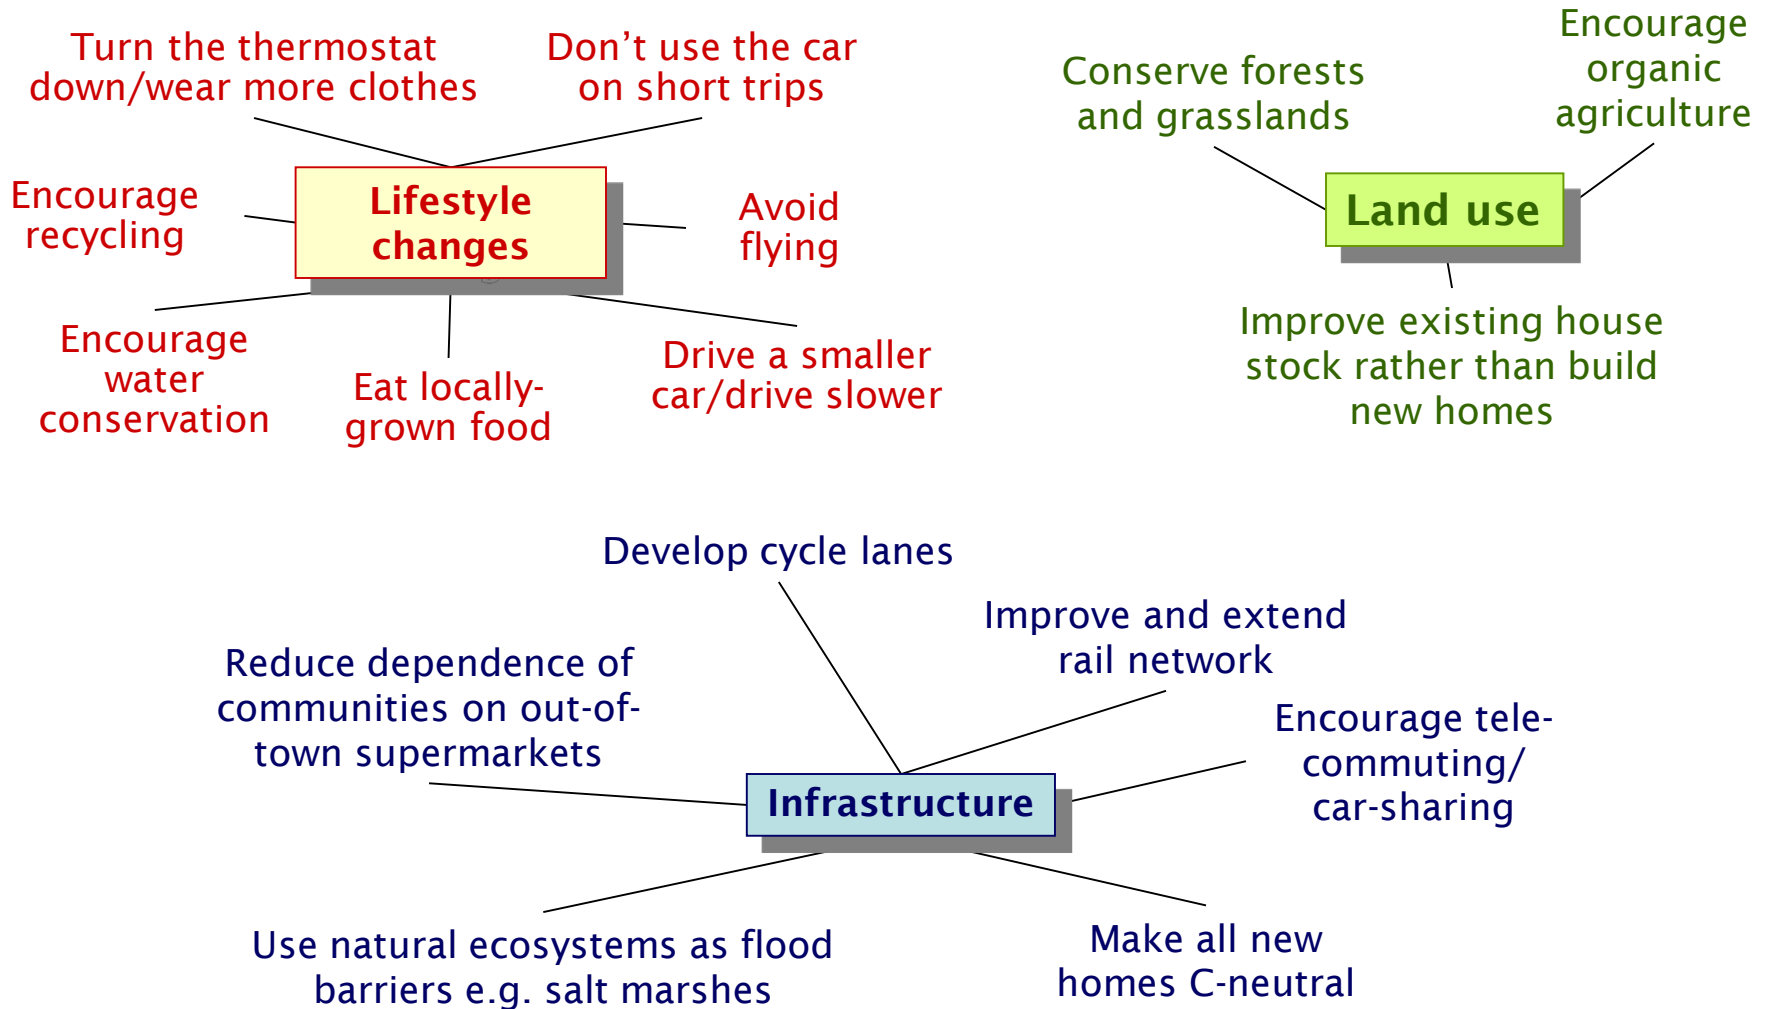 Turn the thermostat
down/wear more clothes
Don’t use the car
on short trips
Encourage
recycling
Lifestyle
changes
Avoid
flying
Encourage
water
conservation
Eat locally-
grown food
Drive a smaller
car/drive slower
Conserve forests
and grasslands
Encourage
organic
agriculture
Land use
Improve existing house
stock rather than build
new homes
Develop cycle lanes
Improve and extend
rail network
Reduce dependence of
communities on out-of-
town supermarkets
Encourage tele-
commuting/
car-sharing
Infrastructure
Use natural ecosystems as flood
barriers e.g. salt marshes
Make all new
homes C-neutral